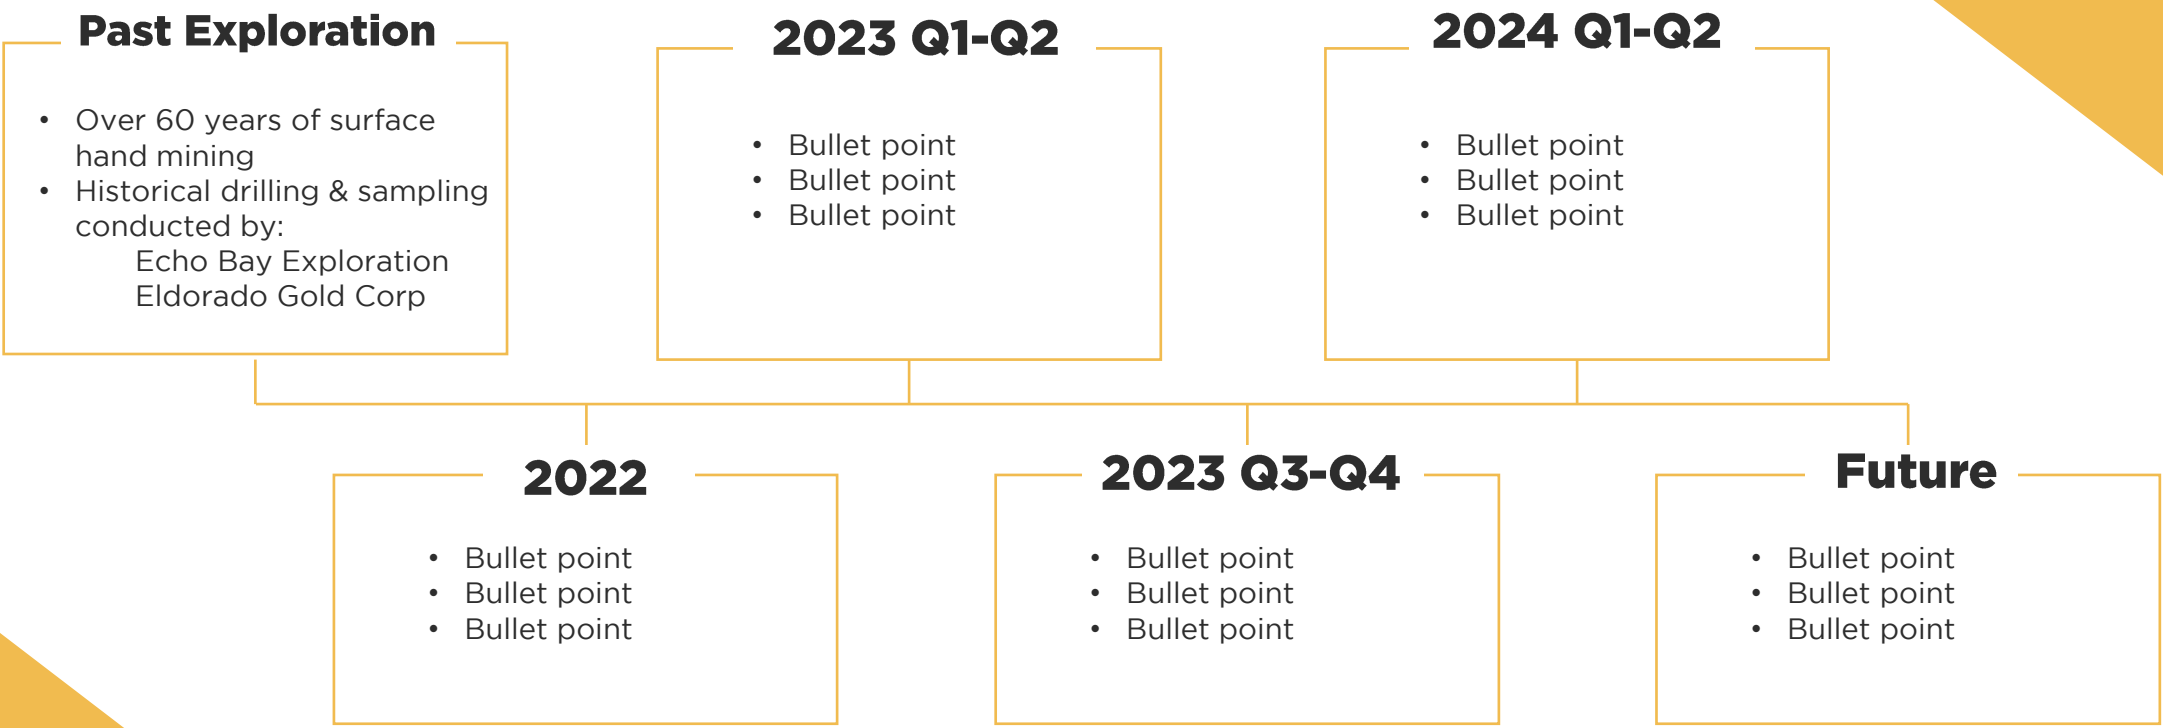 Past Exploration
• Over 60 years of surface
hand mining
• Historical drilling & sampling
conducted by:
Echo Bay Exploration
Eldorado Gold Corp
2022
• Bullet point
• Bullet point
• Bullet point
2023 Q1-Q2
• Bullet point
• Bullet point
• Bullet point
2023 Q3-Q4
• Bullet point
• Bullet point
• Bullet point
2024 Q1-Q2
• Bullet point
• Bullet point
• Bullet point
Future
• Bullet point
• Bullet point
• Bullet point